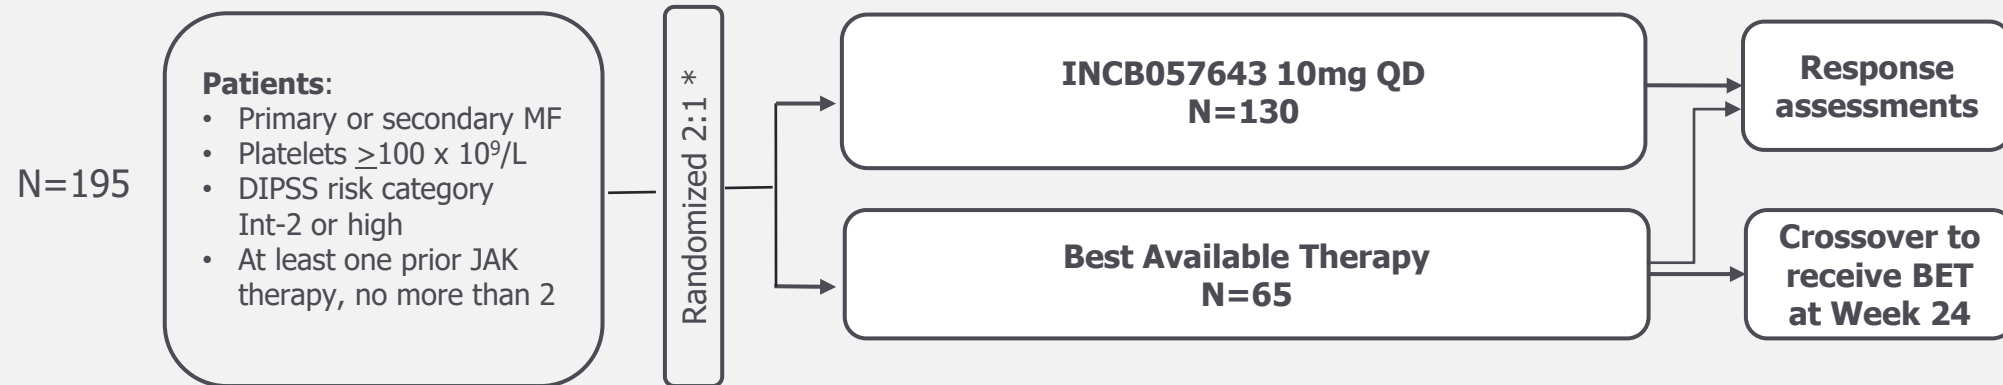 N=195
Patients:
• Primary or secondary MF
• Platelets ≥100 x 10⁹/L
• DIPSS risk category
Int-2 or high
• At least one prior JAK
therapy, no more than 2
Randomized 2:1 *
INCB057643 10mg QD
N=130
Best Available Therapy
N=65
Response
assessments
Crossover to
receive BET
at Week 24